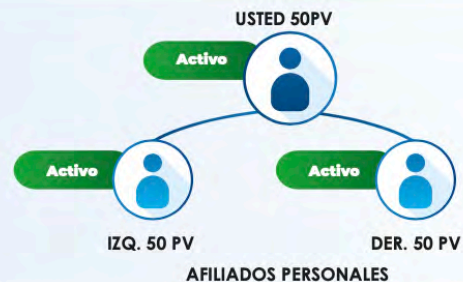 USTED 50PV
Activo
Activo
Activo
IZQ. 50 PV
DER. 50 PV
AFILIADOS PERSONALES